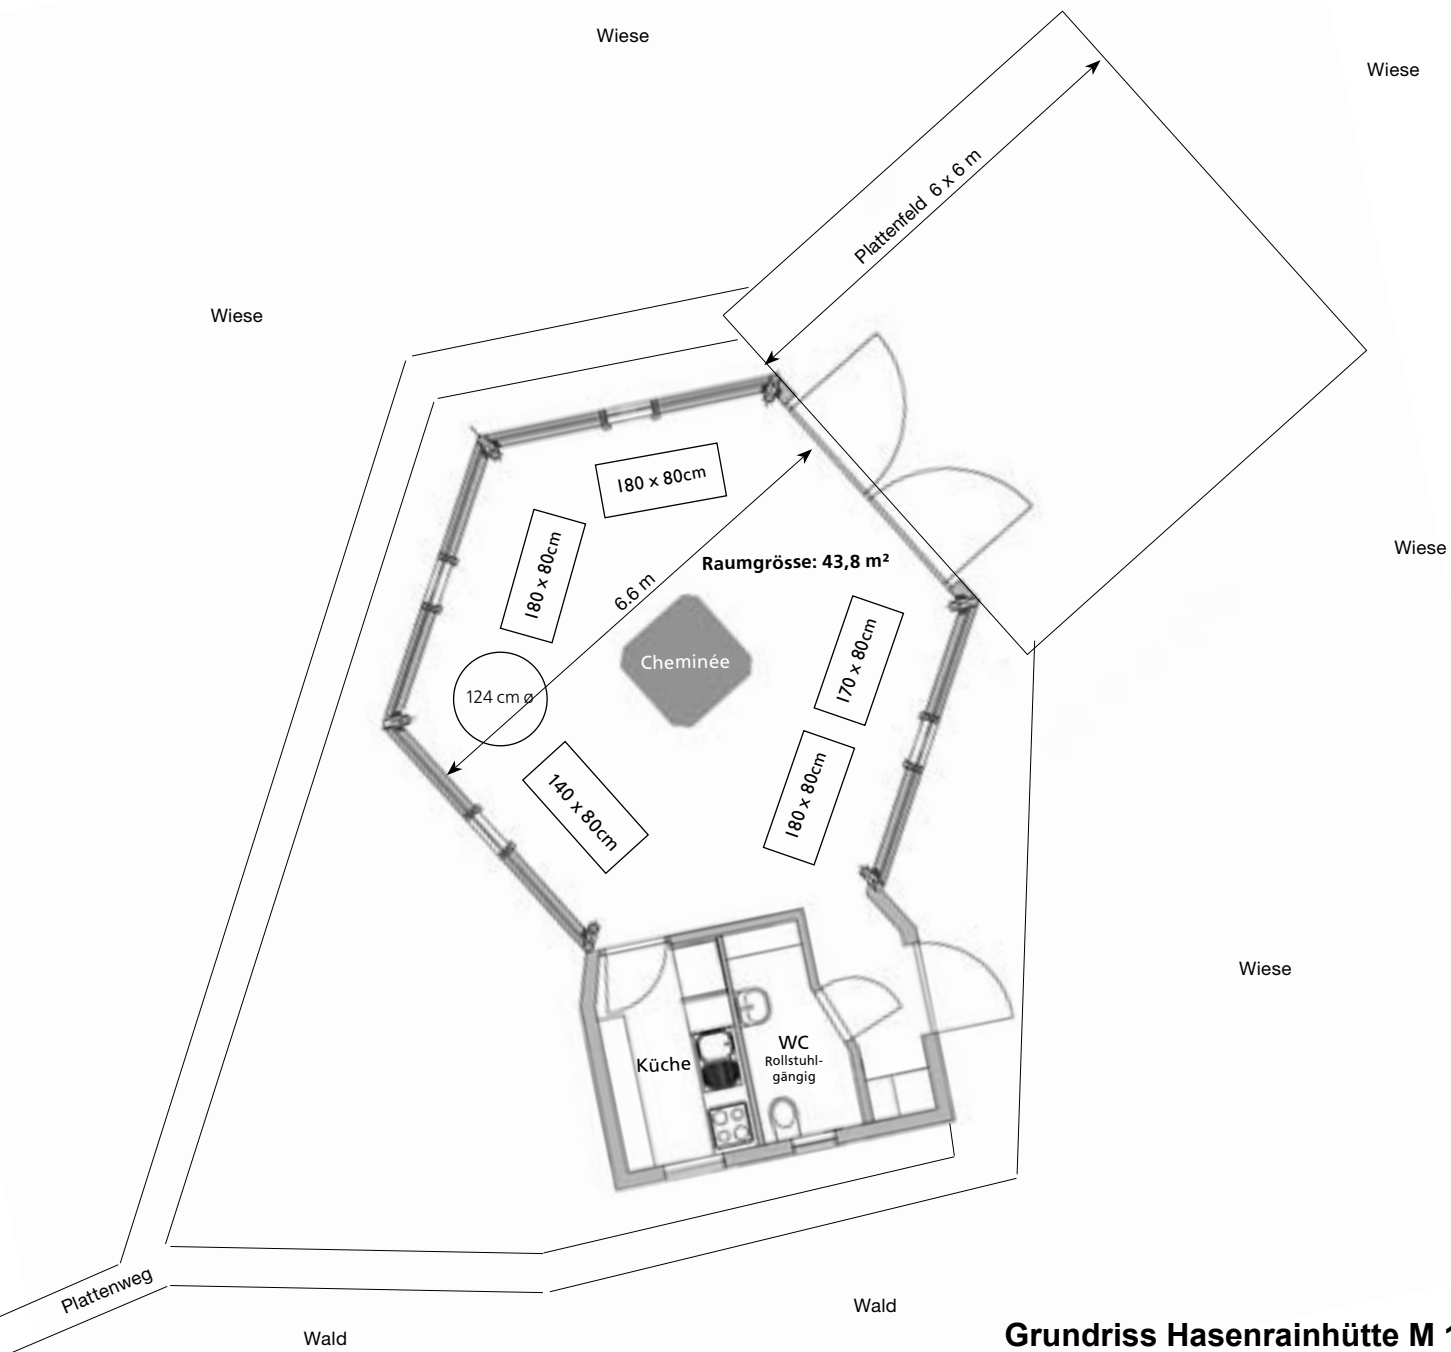 Wiese
Wiese
Plattenfeld 6 x 6 m
Wiese
180 x 80cm
180 x 80cm
Raumgrösse: 43,8 m²
6.6 m
Wiese
Cheminée
170 x 80cm
124 cm ø
180 x 80cm
140 x 80cm
Wiese
Küche
WC
Rollstuhl-
gängig
Plattenweg
Wald
Wald
Grundriss Hasenrainhütte M 1